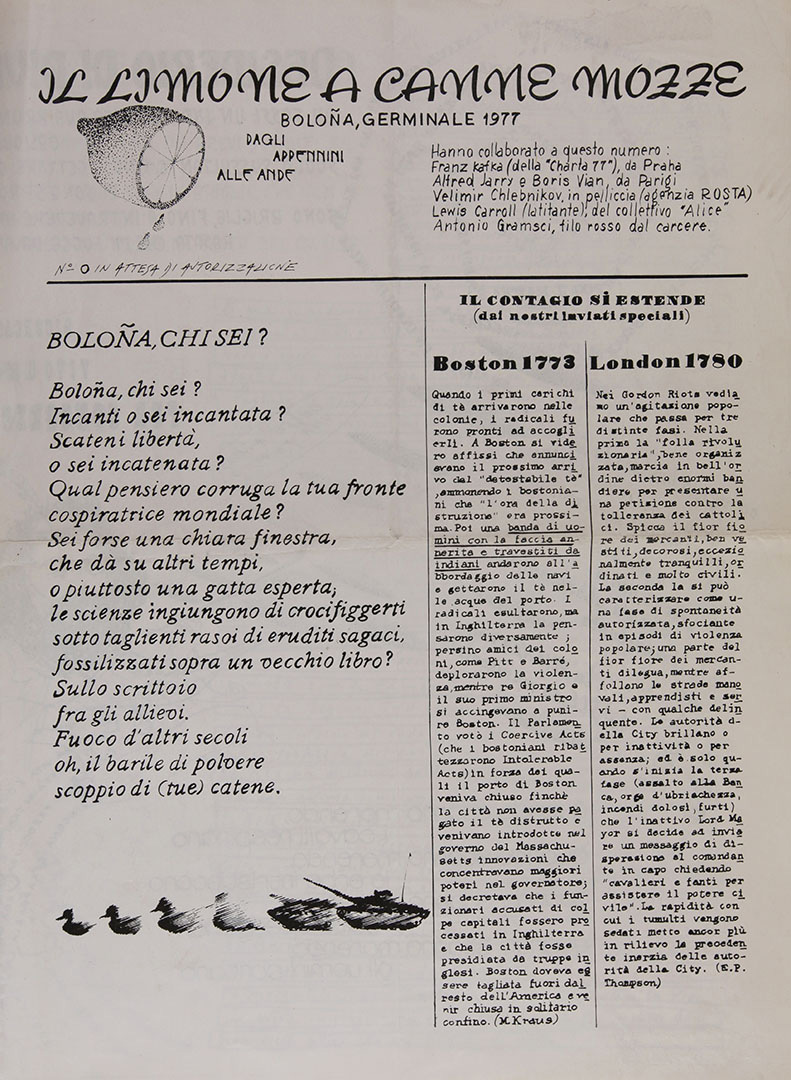 IL LIMONE A CANNE MOZZE
BOLOÑA, GERMINALE 1977
DAGLI
APPENNINI
ALLE ANDE
Hanno collaborato a questo numero :
Franz Kafka (della "Charta 77"), da Praha
Alfred Jarry e Boris Vian, da Parigi
Velimir Chlebnikov, in pelliccia (agenzia ROSTA)
Lewis Carroll (latitante), del collettivo "Alice"
Antonio Gramsci, filo rosso dal carcere.
N° 0 IN ATTESA DI AUTORIZZAZIONE
BOLOÑA, CHI SEI ?
Boloña, chi sei ?
Incanti o sei incantata ?
Scateni libertà,
o sei incatenata ?
Qual pensiero corruga la tua fronte
cospiratrice mondiale ?
Sei forse una chiara finestra,
che dà su altri tempi,
o piuttosto una gatta esperta;
le scienze ingiungono di crocifiggerti
sotto taglienti rasoi di eruditi sagaci,
fossilizzati sopra un vecchio libro?
Sullo scrittoio
fra gli allievi.
Fuoco d'altri secoli
oh, il barile di polvere
scoppio di (tue) catene.
IL CONTAGIO SI ESTENDE
(dai nostri inviati speciali)
Boston 1773
Quando i primi carichi
di tè arrivarono nelle
colonie, i radicali fu
rono pronti ad accogli
erli. A Boston si vide
ro affissi che annunci
avano il prossimo arri
vo del "detestabile tè"
,ammonendo i bostonia-
ni che "l'ora della di
struzione" era prossi-
ma. Poi una banda di uo-
mini con la faccia an-
nerita e travestiti da
indiani andarono all'a
bbordaggio delle navi
e gettarono il tè nel-
le acque del porto. I
radicali esultarono, ma
in Inghilterra la pen-
sarono diversamente ;
persino amici dei colo
ni, come Pitt e Barré,
deplorarono la violen-
za, mentre re Giorgio e
il suo primo ministro
si accingevano a puni-
re Boston. Il Parlamen
to votò i Coercive Acts
(che i bostoniani ribat
tezzarono Intolerable
Acts) in forza dei qua-
li il porto di Boston
veniva chiuso finchè
la città non avesse pa
gato il tè distrutto e
venivano introdotte nel
governo del Massachu-
setts innovazioni che
concentravano maggiori
poteri nel governatore;
si decretava che i fun-
zionari accusati di col
pe capitali fossero pro
cessati in Inghilterra
e che la città fosse
presidiata da truppe in
glesi. Boston doveva es
sere tagliata fuori dal
resto dell'America e ve
nir chiusa in solitario
confino. (M. Kraus)
London 1780
Nei Gordon Riots vedia
mo un'agitazione popo-
lare che passa per tre
distinte fasi. Nella
prima la "folla rivolu
zionaria", bene organiz
zata, marcia in bell'or
dine dietro enormi ban
diere per presentare u
na petizione contro la
tolleranza dei cattoli
ci. Spicca il fior fio
re dei mercanti, ben ve
stiti, decorosi, eccezio
nalmente tranquilli, or
dinati e molto civili.
La seconda la si può
caratterizzare come u-
na fase di spontaneità
autorizzata, sfociante
in episodi di violenza
popolare; una parte del
fior fiore dei mercan-
ti dilegua, mentre af-
follano le strade mano
vali, apprendisti e ser
vi - con qualche delin
quente. Le autorità d-
ella City brillano o
per inattività o per
assenza; ed è solo qu-
ando s'inizia la terza
fase (assalto alla Ban
ca, orge d'ubriachezza,
incendi dolosi, furti)
che l'inattivo Lord Ma
yor si decide ad invia
re un messaggio di di-
sperazione al comandan
te in capo chiedendo
"cavalieri e fanti per
assistere il potere ci
vile". La rapidità con
cui i tumulti vengono
sedati mette ancor più
in rilievo la preceden
te inerzia delle auto-
rità della City. (E.P.
Thompson)